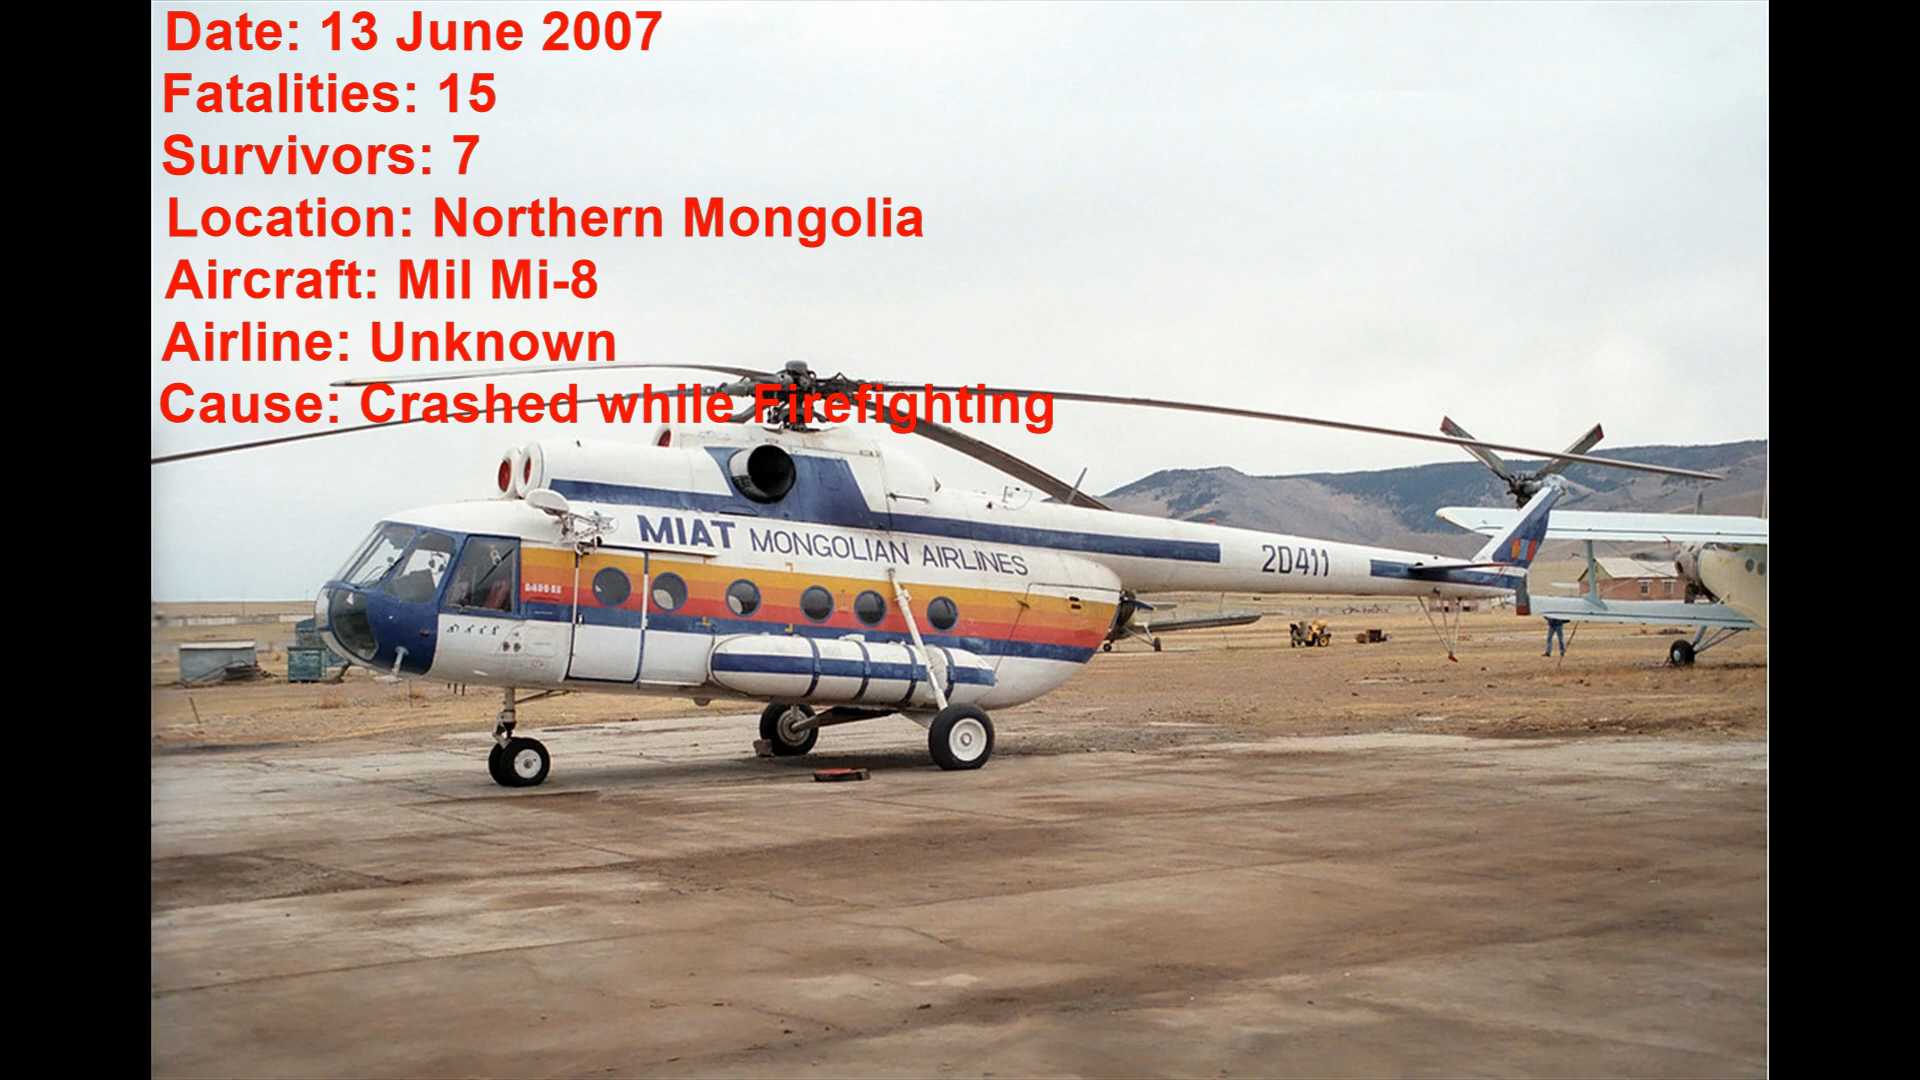 Date: 13 June 2007
Fatalities: 15
Survivors: 7
Location: Northern Mongolia
Aircraft: Mil Mi-8
Airline: Unknown
Cause: Crashed while Firefighting
MIAT MONGOLIAN AIRLINES
20411